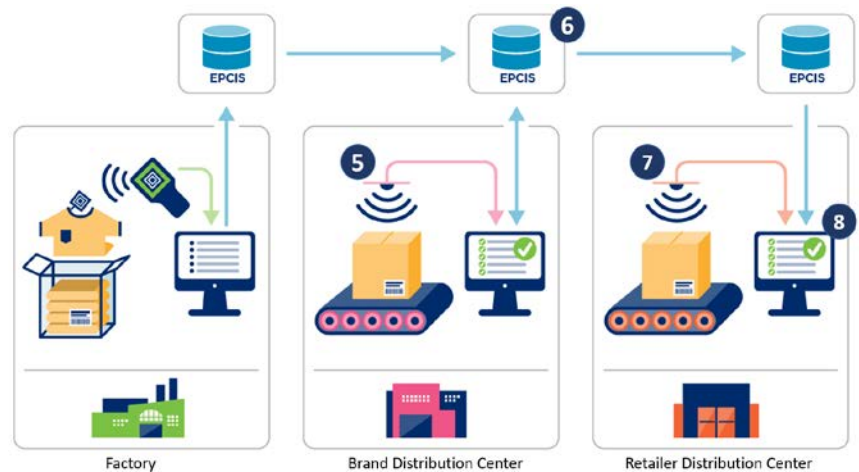 6
EPCIS
EPCIS
EPCIS
5
7
8
Factory
Brand Distribution Center
Retailer Distribution Center